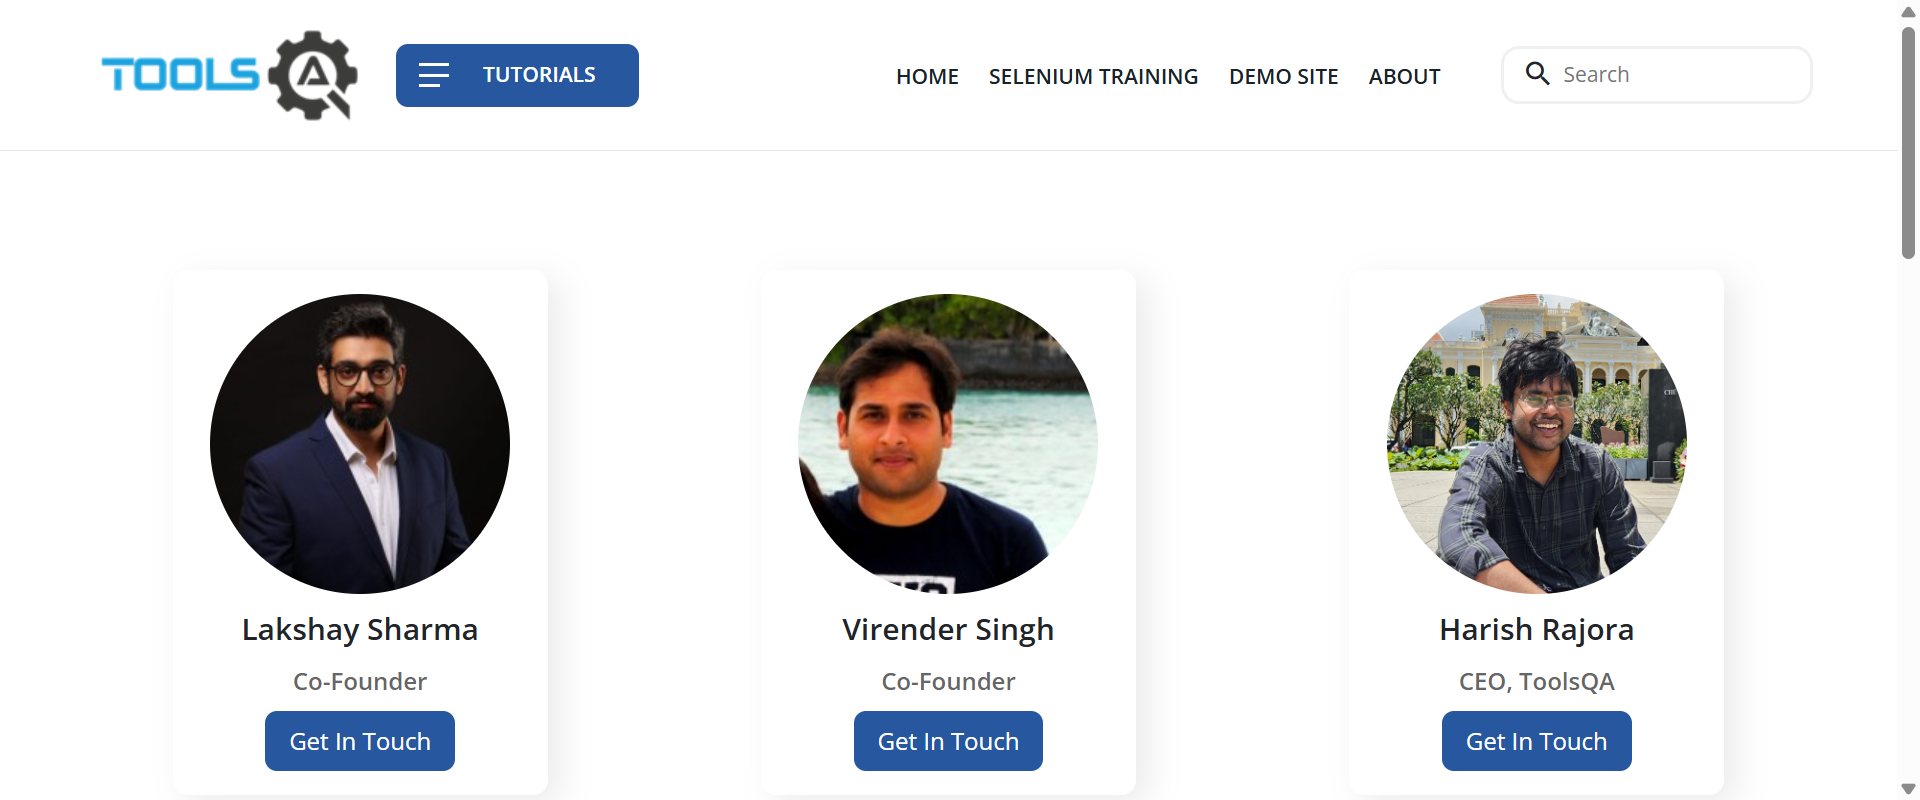 TOOLS QA
TUTORIALS
HOME
SELENIUM TRAINING
DEMO SITE
ABOUT
Search
Lakshay Sharma
Co-Founder
Get In Touch
Virender Singh
Co-Founder
Get In Touch
Harish Rajora
CEO, ToolsQA
Get In Touch